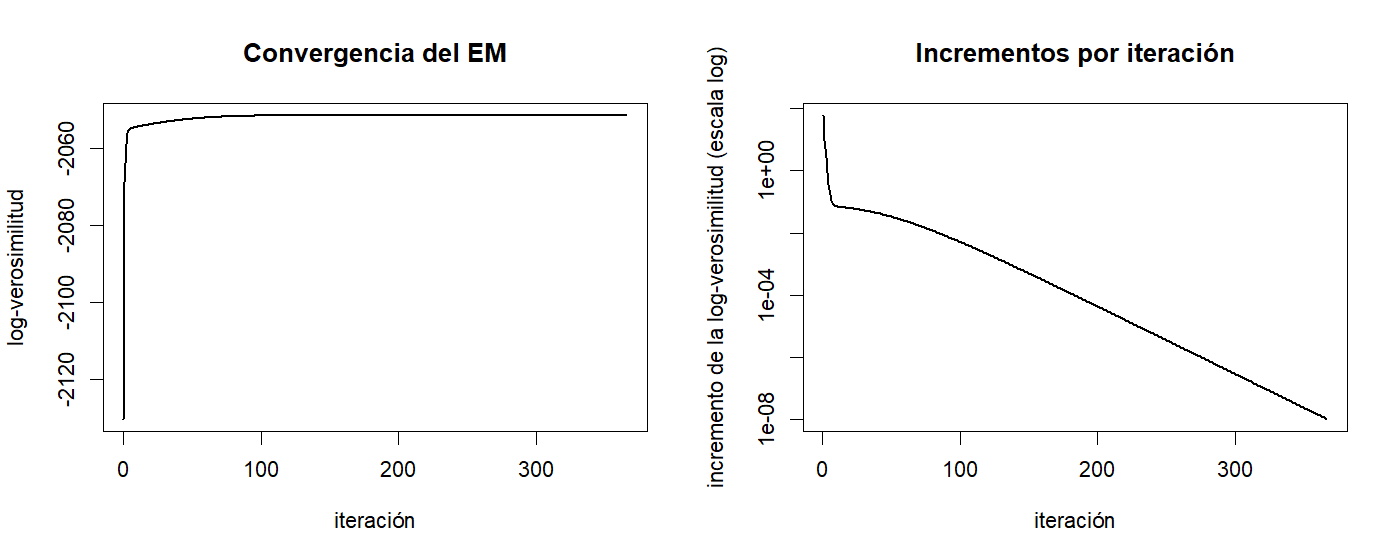 Convergencia del EM
log-verosimilitud
-2060
-2080
-2100
-2120
0 100 200 300
iteración
Incrementos por iteración
incremento de la log-verosimilitud (escala log)
1e+00
1e-04
1e-08
0 100 200 300
iteración